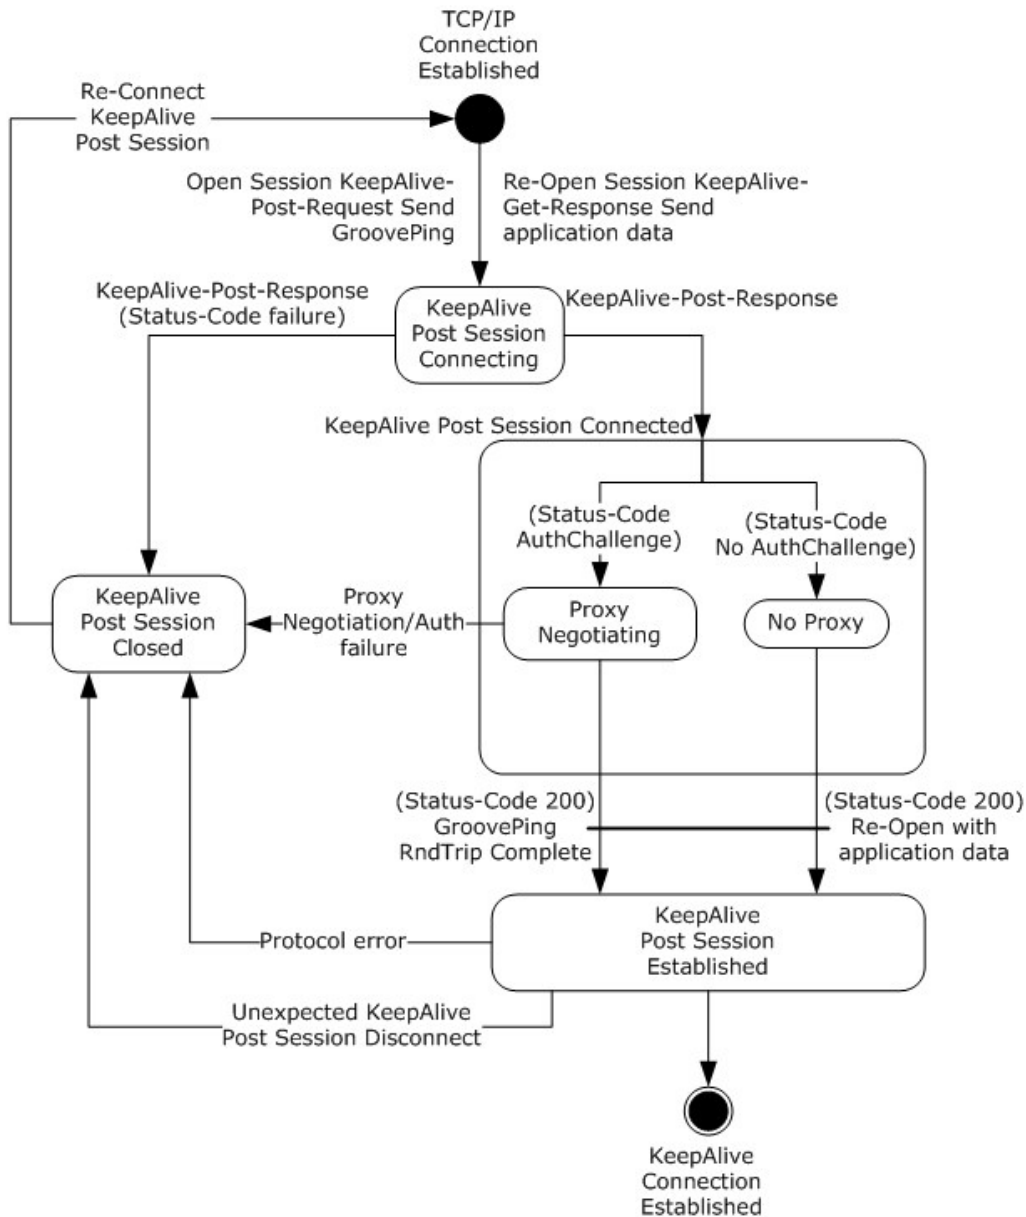 TCP/IP
Connection
Established
Re-Connect
KeepAlive
Post Session
Open Session KeepAlive-
Post-Request Send
GroovePing
Re-Open Session KeepAlive-
Get-Response Send
application data
KeepAlive-Post-Response
(Status-Code failure)
KeepAlive
Post Session
Connecting
KeepAlive-Post-Response
KeepAlive Post Session Connected
(Status-Code
AuthChallenge)
(Status-Code
No AuthChallenge)
KeepAlive
Post Session
Closed
Proxy
Negotiation/Auth
failure
Proxy
Negotiating
No Proxy
(Status-Code 200)
GroovePing
RndTrip Complete
(Status-Code 200)
Re-Open with
application data
KeepAlive
Post Session
Established
Protocol error
Unexpected KeepAlive
Post Session Disconnect
KeepAlive
Connection
Established